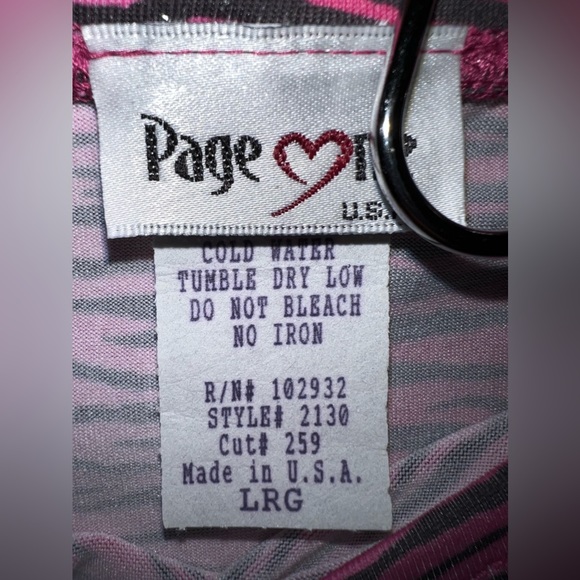 Page
U.S.
COLD WATER
TUMBLE DRY LOW
DO NOT BLEACH
NO IRON
R/N# 102932
STYLE# 2130
Cut# 259
Made in U.S.A.
LRG